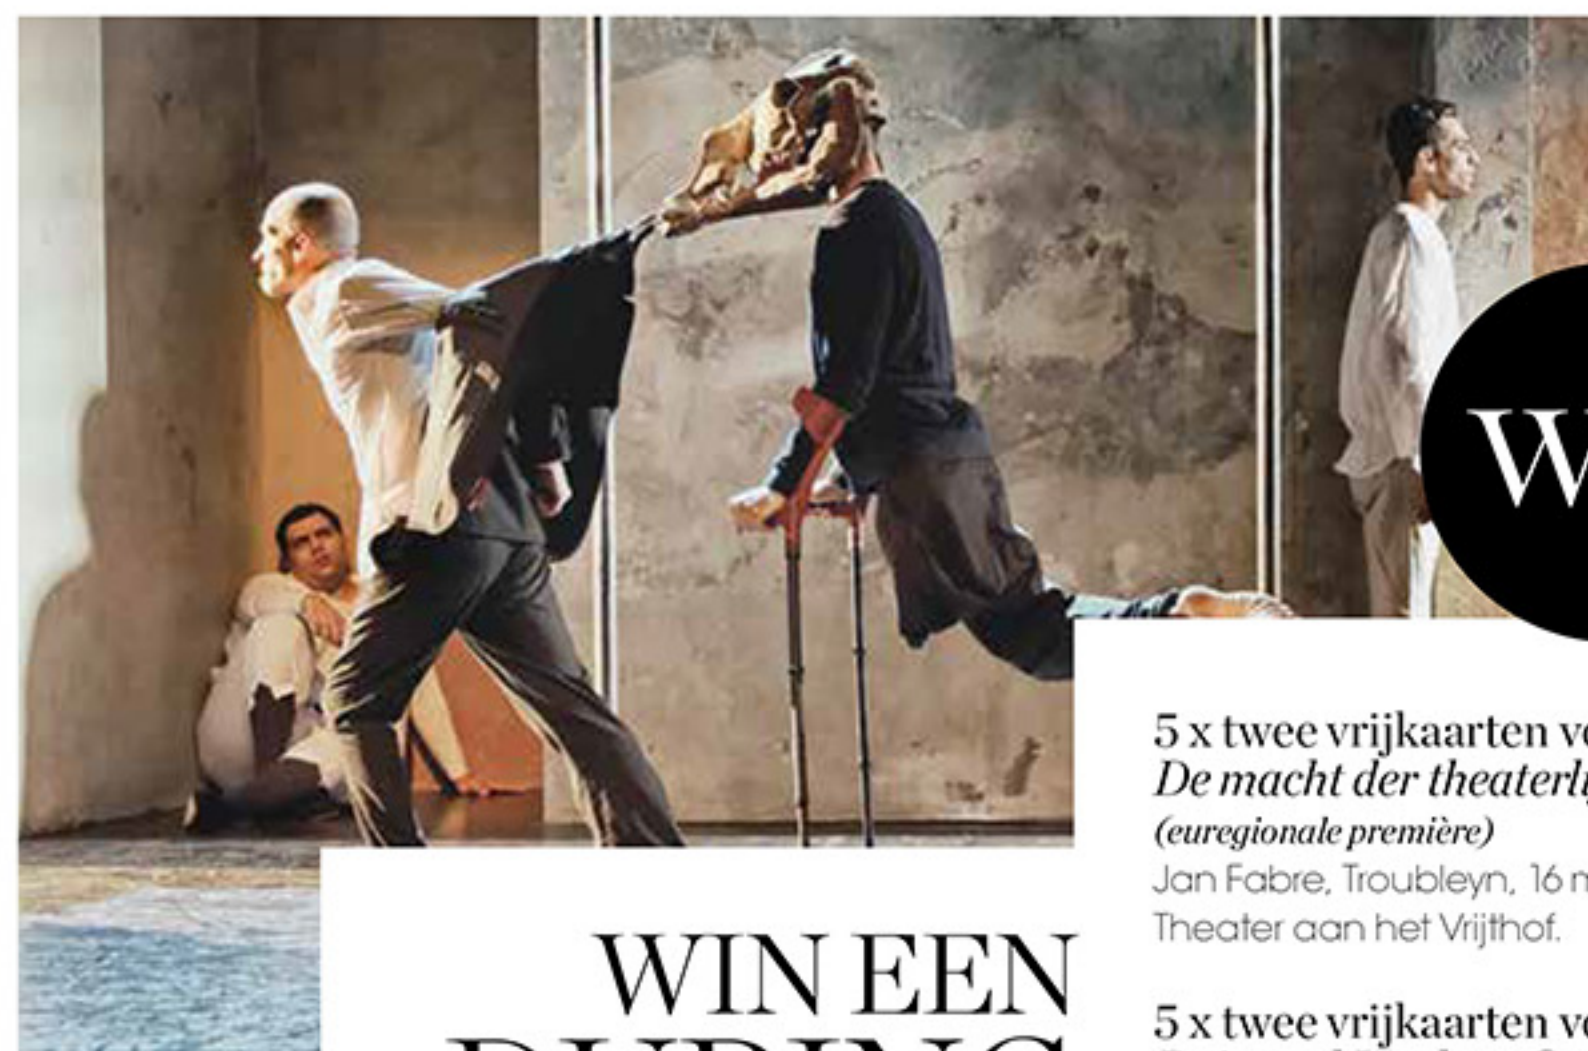 W
5 x twee vrijkaarten
De macht der
(euregionale première)
Jan Fabre, Troubleyn, 16
Theater aan het Vrijthof.
WIN EEN
5 x twee vrijkaarten